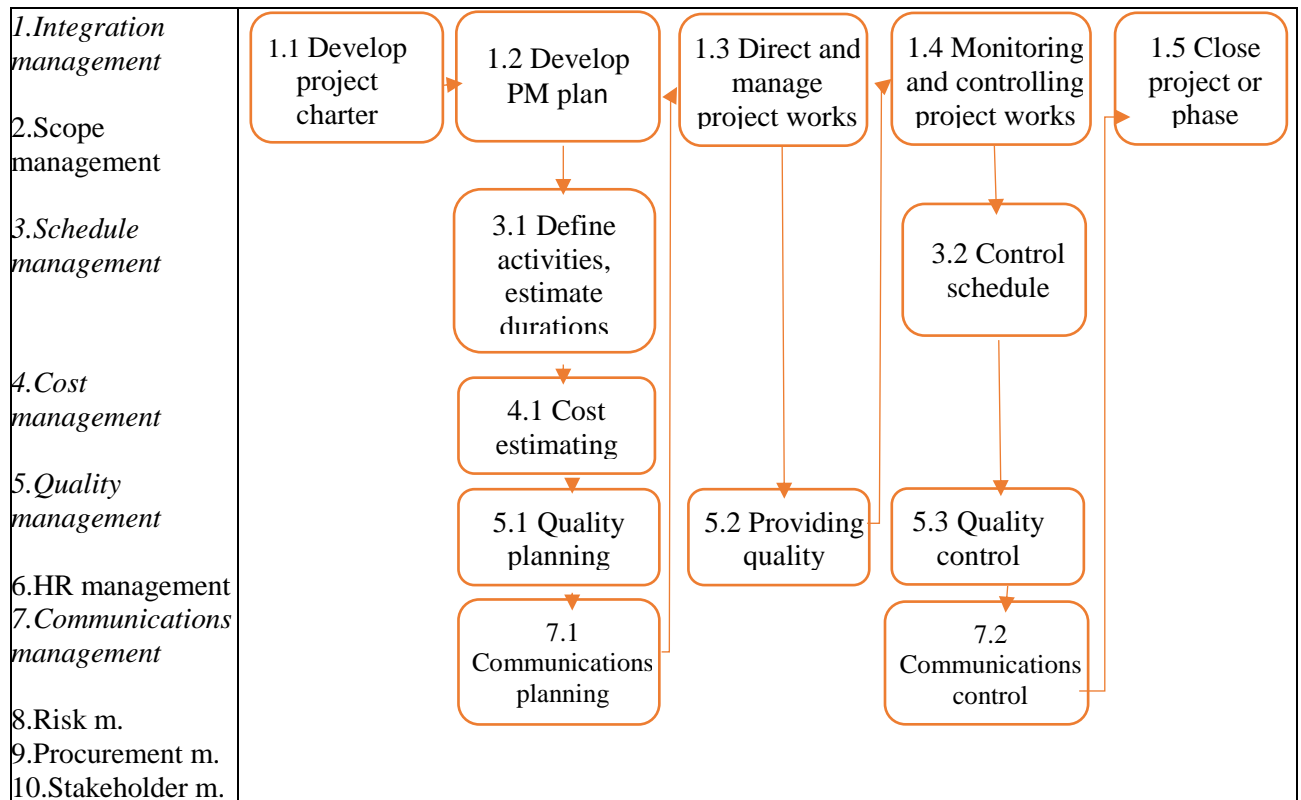 1.Integration
management
2.Scope
management
3.Schedule
management
4.Cost
management
5.Quality
management
6.HR management
7.Communications
management
8.Risk m.
9.Procurement m.
10.Stakeholder m.
1.1 Develop
project
charter
1.2 Develop
PM plan
1.3 Direct and
manage
project works
1.4 Monitoring
and controlling
project works
1.5 Close
project or
phase
3.1 Define
activities,
estimate
durations
3.2 Control
schedule
4.1 Cost
estimating
5.1 Quality
planning
5.2 Providing
quality
5.3 Quality
control
7.1
Communications
planning
7.2
Communications
control